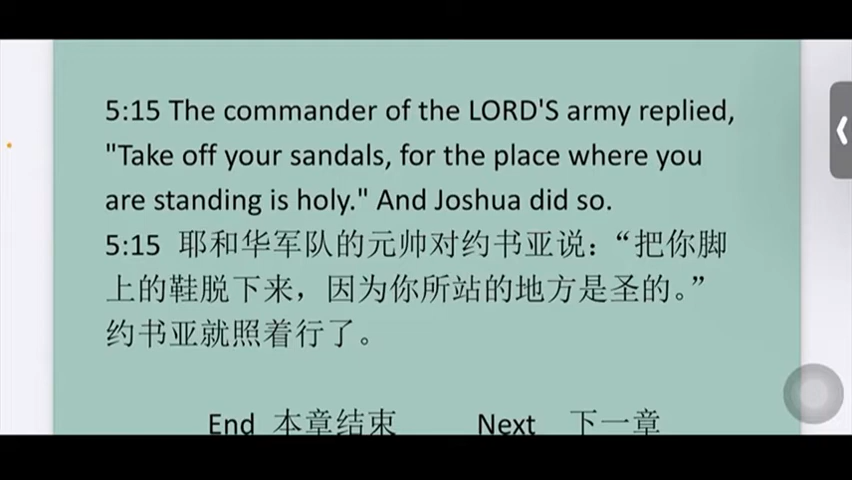 5:15 The commander of the LORD'S army replied,
"Take off your sandals, for the place where you
are standing is holy." And Joshua did so.
5:15 耶和华军队的元帅对约书亚说：“把你脚
上的鞋脱下来，因为你所站的地方是圣的。”
约书亚就照着行了。
End 本章结束 Next 下一章